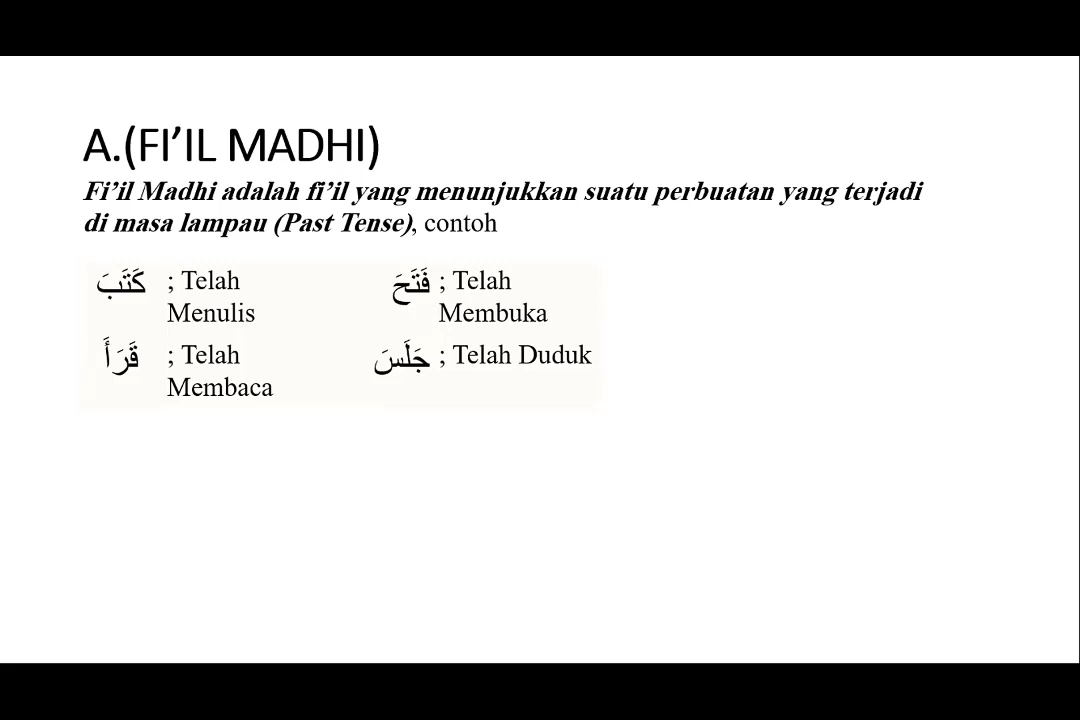 A.(FI’IL MADHI)
Fi’il Madhi adalah fi’il yang menunjukkan suatu perbuatan yang terjadi
di masa lampau (Past Tense), contoh
كَتَبَ ; Telah Menulis
فَتَحَ ; Telah Membuka
قَرَأَ ; Telah Membaca
جَلَسَ ; Telah Duduk